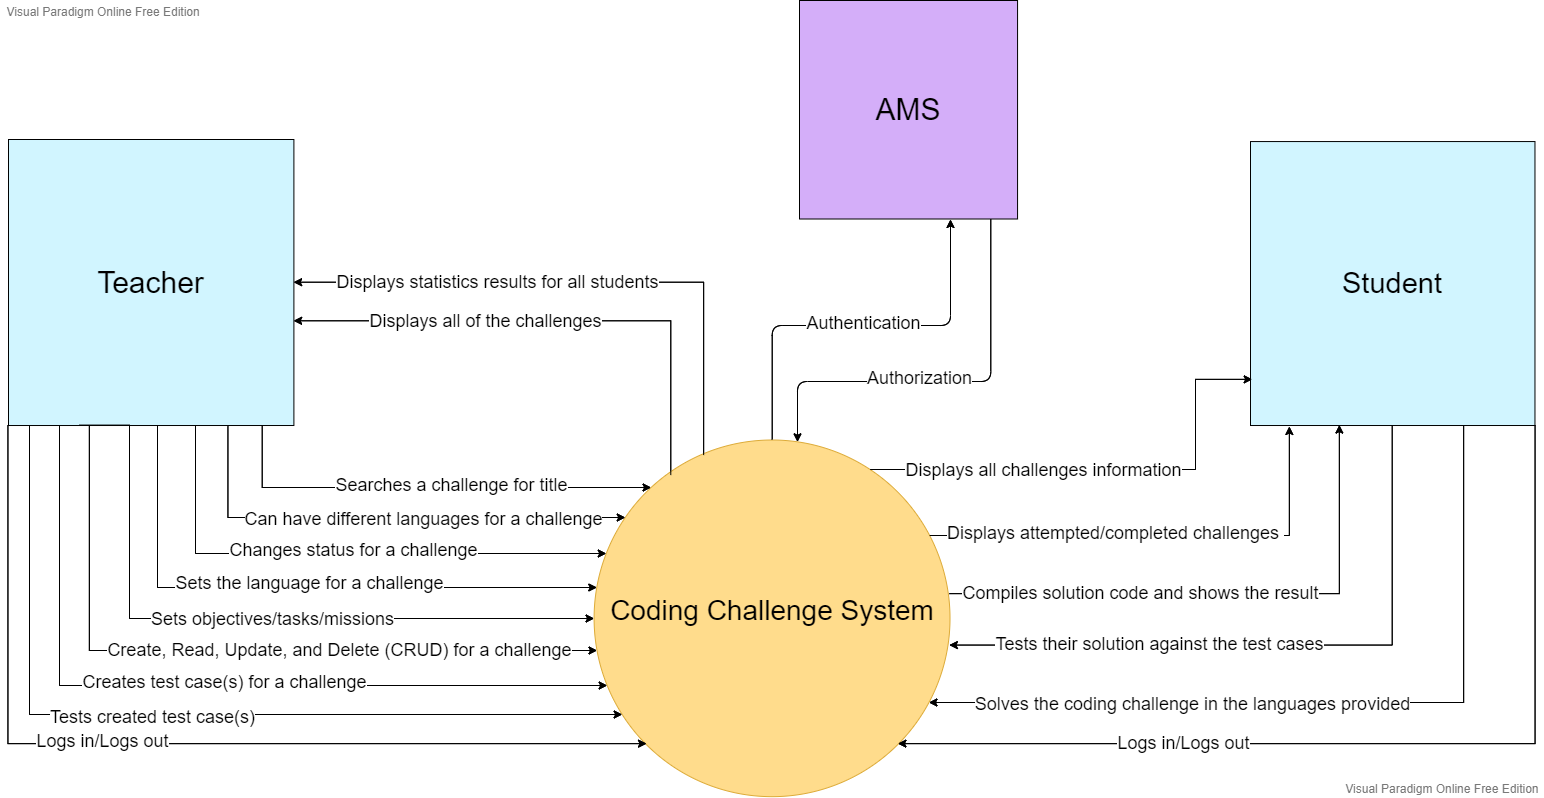 Visual Paradigm Online Free Edition
AMS
Teacher
Student
Displays statistics results for all students
Displays all of the challenges
Authentication
Authorization
Displays all challenges information
Searches a challenge for title
Can have different languages for a challenge
Displays attempted/completed challenges
Changes status for a challenge
Sets the language for a challenge
Compiles solution code and shows the result
Coding Challenge System
Sets objectives/tasks/missions
Tests their solution against the test cases
Create, Read, Update, and Delete (CRUD) for a challenge
Creates test case(s) for a challenge
Solves the coding challenge in the languages provided
Tests created test case(s)
Logs in/Logs out
Logs in/Logs out
Visual Paradigm Online Free Edition